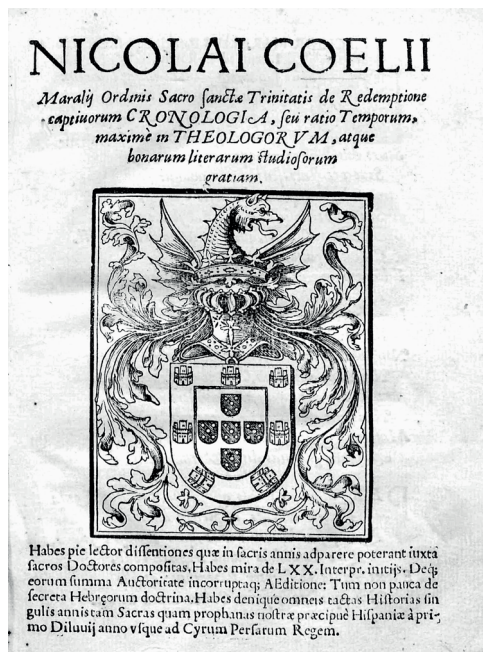 NICOLAI COELII
Maralij Ordinis Sacro sanctæ Trinitatis de Redemptione
captiuorum CRONOLOGIA, seú ratio Temporum,
maximè in THEOLOGORVM, atque
bonarum literarum studiosorum
gratiam.
Habes pie lector dissentiones quæ in sacris annis adparere poterant iuxta
sacros Doctores compositas, Habes mira de LXX. Interpr. initijs, Deq;
eorum summa Auctoritate incorruptaq; AEditione: Tum non pauca de
secreta Hebręorum doctrina. Habes denique omneis tactas Historias sin
gulis annis tam Sacras quam prophanas nostræ præcipuè Hispaniæ à pri-
mo Diluuij anno vsque ad Cyrum Persarum Regem.